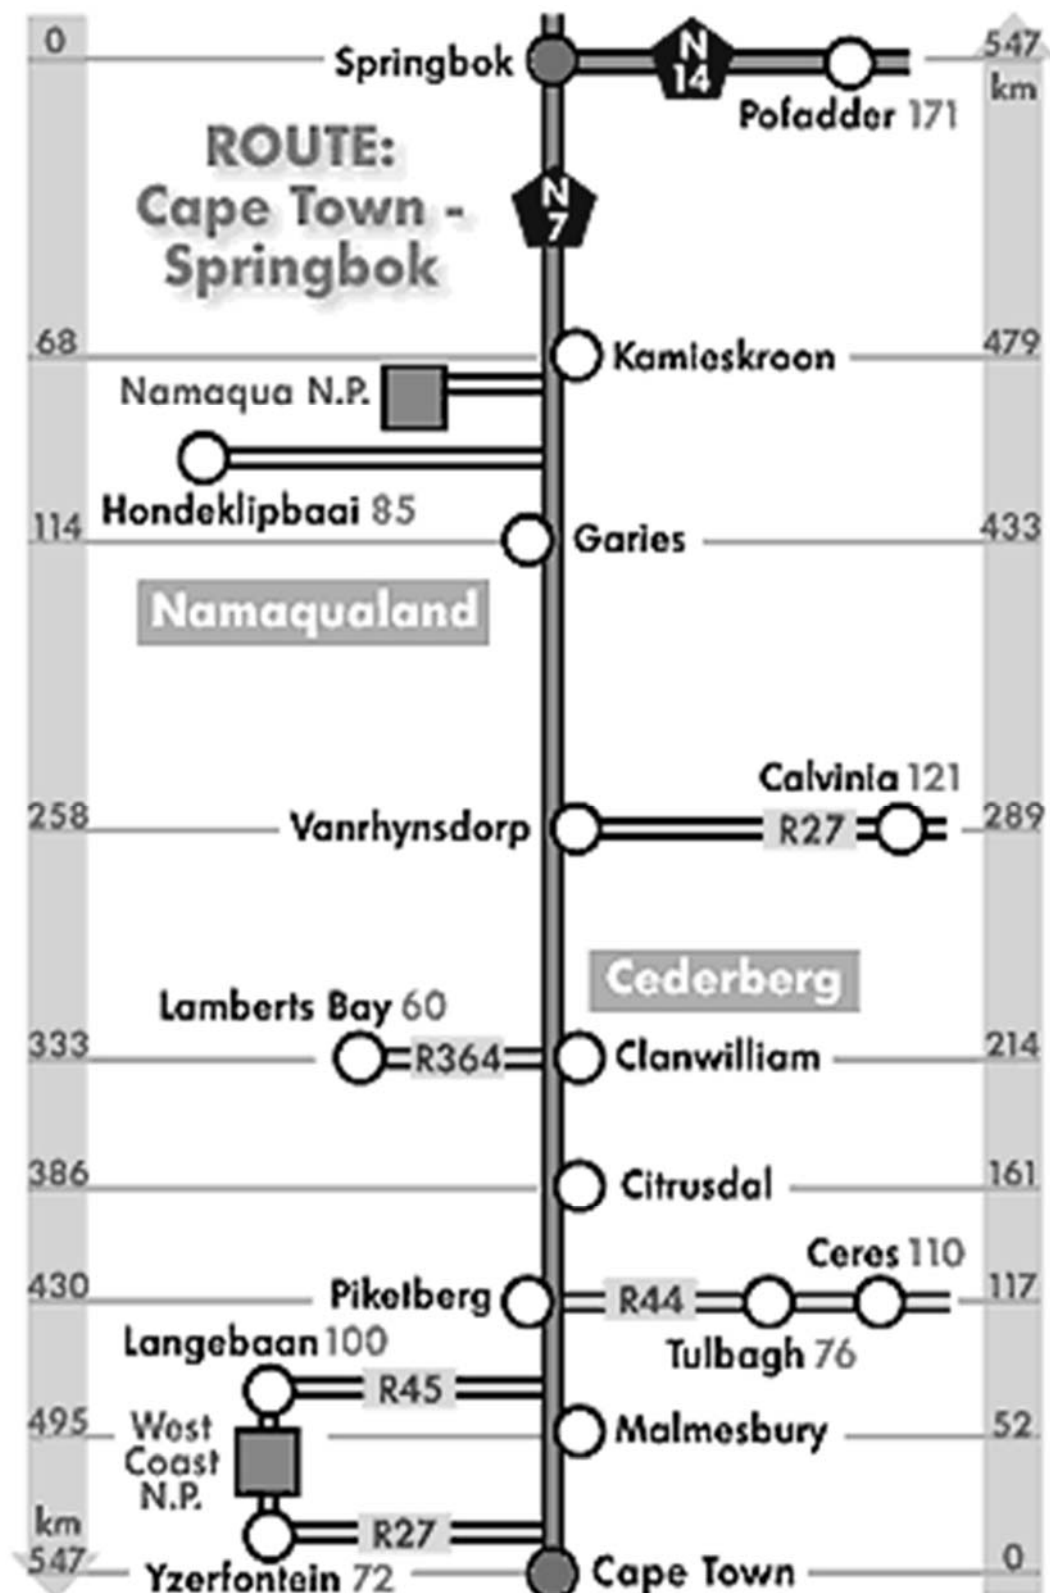 0
Springbok
N
14
547
km
Pofadder 171
ROUTE:
Cape Town -
Springbok
N
7
68
Kamieskroon
479
Namaqua N.P.
Hondeklipbaai 85
114
Garies
433
Namaqualand
Calvinia 121
258
Vanrhynsdorp
R27
289
Cederberg
Lamberts Bay 60
333
R364
Clanwilliam
214
386
Citrusdal
161
Ceres 110
430
Piketberg
R44
117
Langebaan 100
Tulbagh 76
R45
495
West
Coast
N.P.
Malmesbury
52
km
R27
547
Yzerfontein 72
Cape Town
0